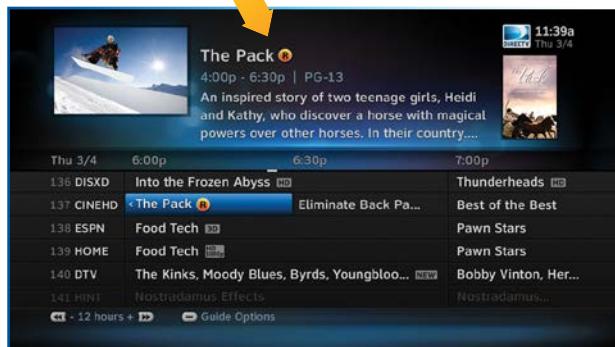 The Pack R
4:00p - 6:30p | PG-13
An inspired story of two teenage girls, Heidi
and Kathy, who discover a horse with magical
powers over other horses. In their country....
DIRECTV
11:39a
Thu 3/4
Thu 3/4 6:00p 6:30p 7:00p
136 DISXD Into the Frozen Abyss HD Thunderheads HD
137 CINEHD <The Pack R Eliminate Back Pa... Best of the Best
138 ESPN Food Tech 3D Pawn Stars
139 HOME Food Tech HD 1080p Pawn Stars
140 DTV The Kinks, Moody Blues, Byrds, Youngbloo... NEW Bobby Vinton, Her...
141 HINT Nostradamus Effects Nostradamus...
- 12 hours + Guide Options